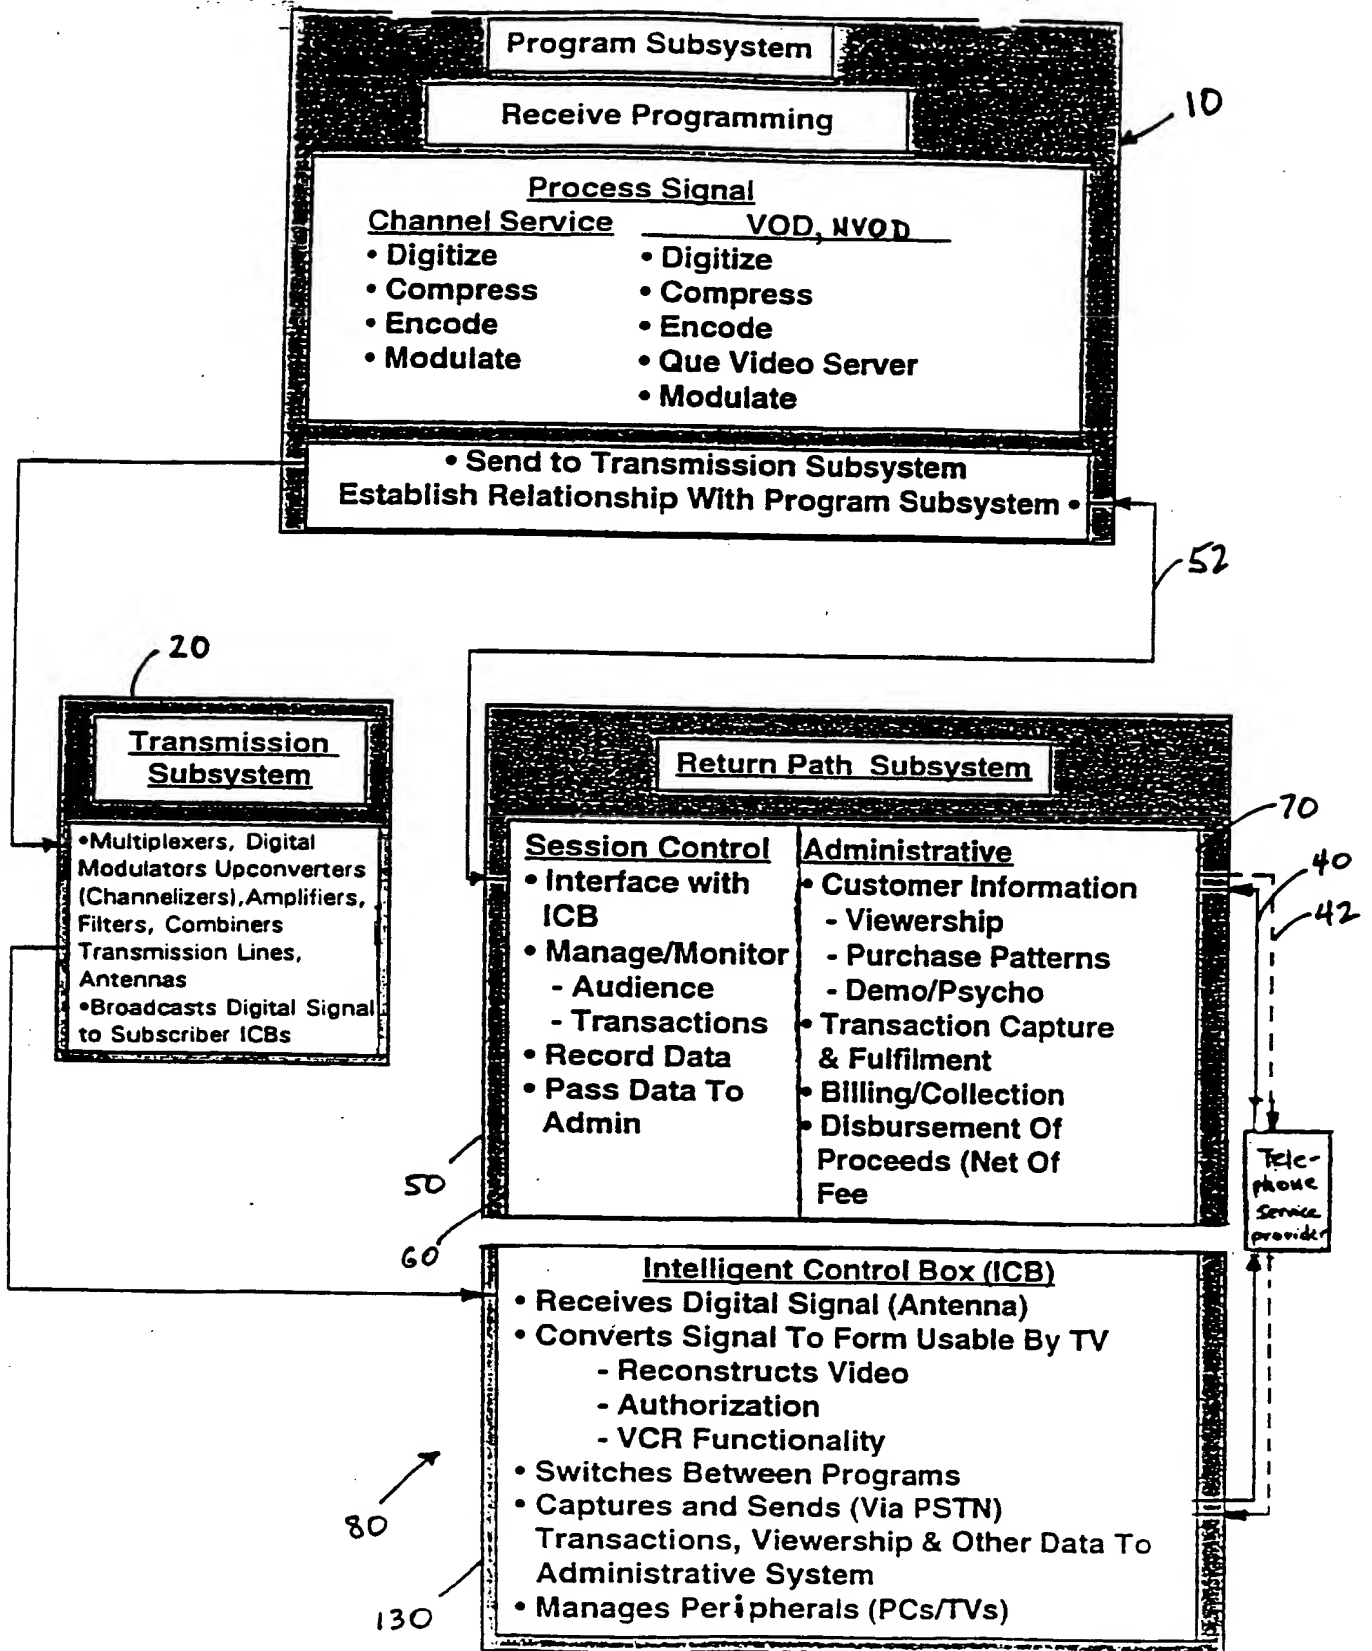 Program Subsystem
Receive Programming
10
Process Signal
Channel Service
• Digitize
• Compress
• Encode
• Modulate
VOD, NVOD
• Digitize
• Compress
• Encode
• Que Video Server
• Modulate
• Send to Transmission Subsystem
Establish Relationship With Program Subsystem •
52
20
Transmission
Subsystem
•Multiplexers, Digital
Modulators Upconverters
(Channelizers),Amplifiers,
Filters, Combiners
Transmission Lines,
Antennas
•Broadcasts Digital Signal
to Subscriber ICBs
Return Path Subsystem
70
40
42
Session Control
• Interface with
ICB
• Manage/Monitor
- Audience
- Transactions
• Record Data
• Pass Data To
Admin
Administrative
• Customer Information
- Viewership
- Purchase Patterns
- Demo/Psycho
• Transaction Capture
& Fulfilment
• Billing/Collection
• Disbursement Of
Proceeds (Net Of
Fee
50
60
Tele-
phone
service
provider
Intelligent Control Box (ICB)
• Receives Digital Signal (Antenna)
• Converts Signal To Form Usable By TV
- Reconstructs Video
- Authorization
- VCR Functionality
• Switches Between Programs
• Captures and Sends (Via PSTN)
Transactions, Viewership & Other Data To
Administrative System
• Manages Peripherals (PCs/TVs)
80
130